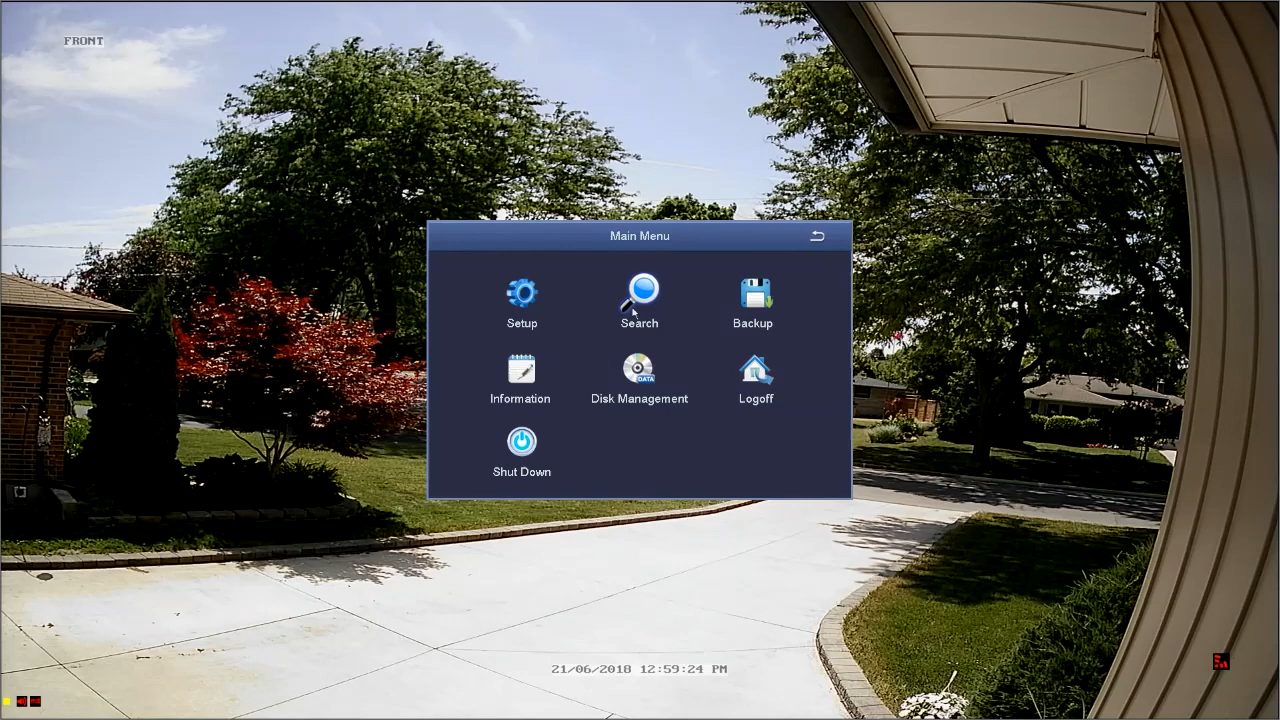 FRONT
Main Menu
Setup
Search
Backup
Information
DATA
Disk Management
Logoff
Shut Down
21/06/2018 12:59:24 PM